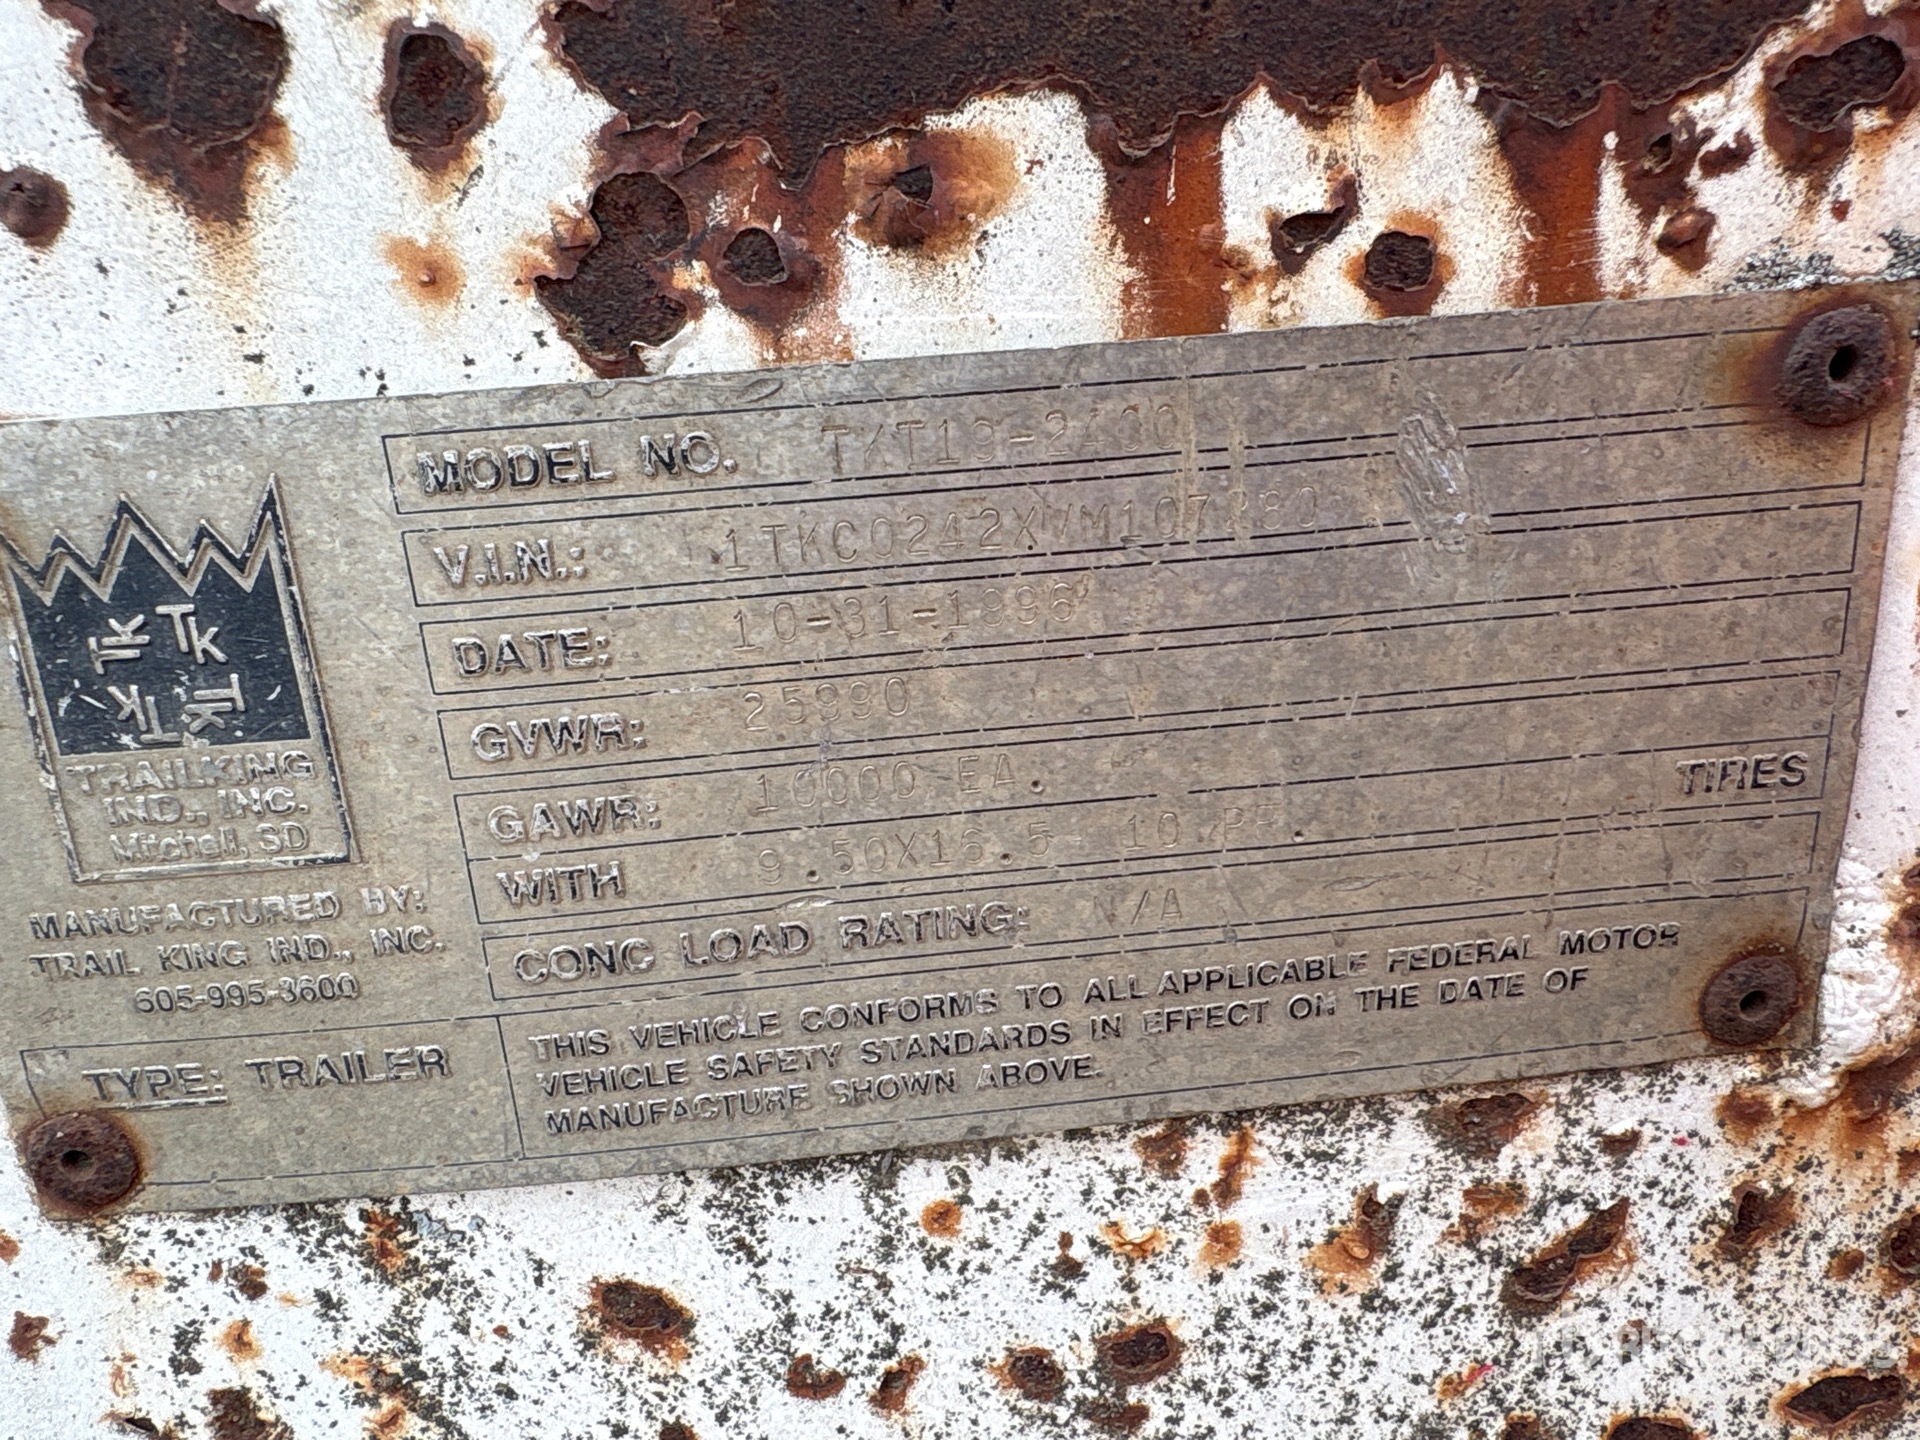 MODEL NO. TKT19-2400
V.I.N.: 
DATE: 10-31-1996
GVWR: 25990
GAWR: 10000 EA.
WITH 9.50X16.5- 10 PR. TIRES
CONC LOAD RATING: N/A
TK TK
TK TK
TRAILKING
IND., INC.
Mitchell, SD
MANUFACTURED BY:
TRAIL KING IND., INC.
605-995-3600
TYPE: TRAILER
THIS VEHICLE CONFORMS TO ALL APPLICABLE FEDERAL MOTOR
VEHICLE SAFETY STANDARDS IN EFFECT ON THE DATE OF
MANUFACTURE SHOWN ABOVE.